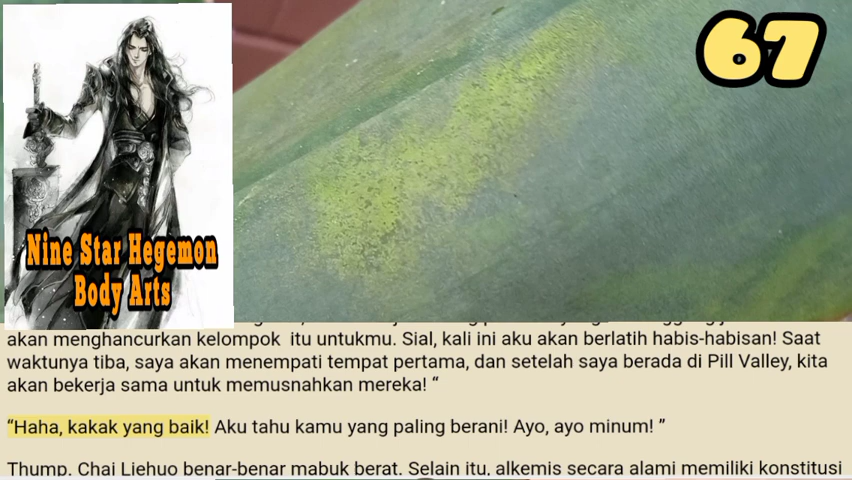 67
Nine Star Hegemon
Body Arts
akan menghancurkan kelompok itu untukmu. Sial, kali ini aku akan berlatih habis-habisan! Saat
waktunya tiba, saya akan menempati tempat pertama, dan setelah saya berada di Pill Valley, kita
akan bekerja sama untuk memusnahkan mereka! “
“Haha, kakak yang baik! Aku tahu kamu yang paling berani! Ayo, ayo minum! ”
Thump. Chai Liehuo benar-benar mabuk berat. Selain itu, alkemis secara alami memiliki konstitusi